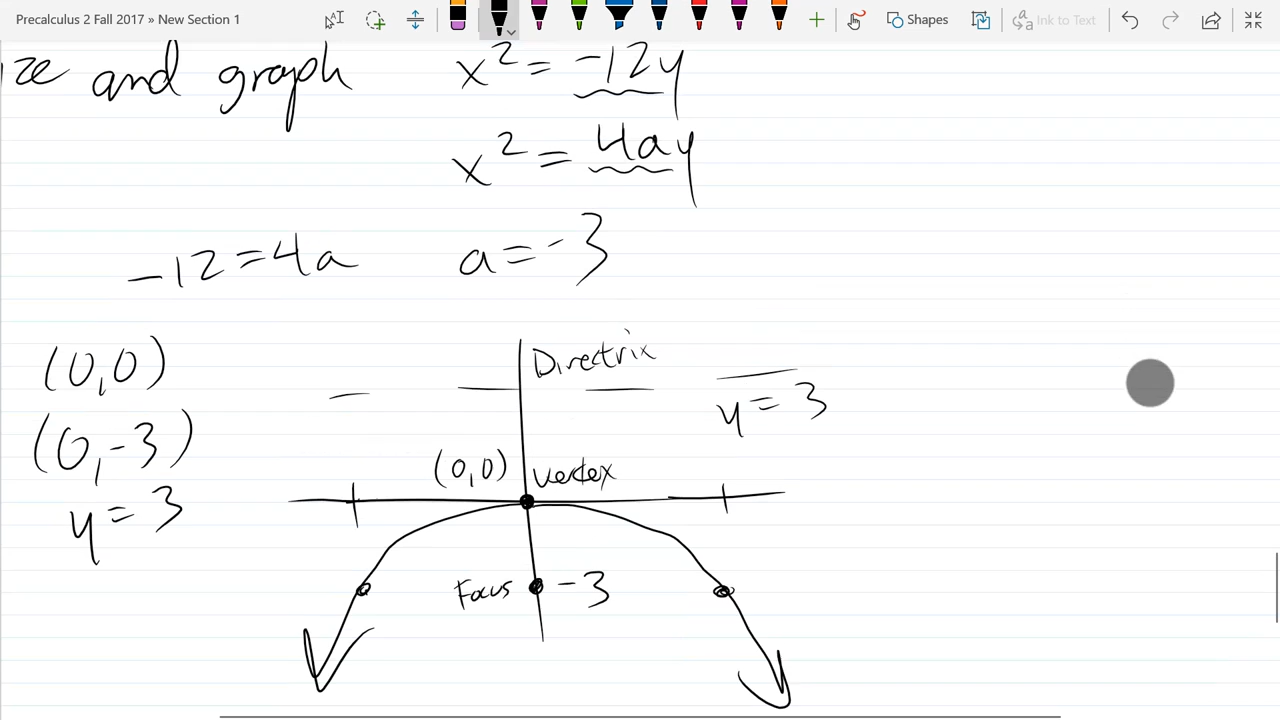 Precalculus 2 Fall 2017 » New Section 1
Shapes
Ink to Text
and graph x² = -12y
x² = 4ay
-12 = 4a a = -3
(0,0)
(0,-3)
y = 3
Directrix
y = 3
(0,0) Vertex
Focus -3